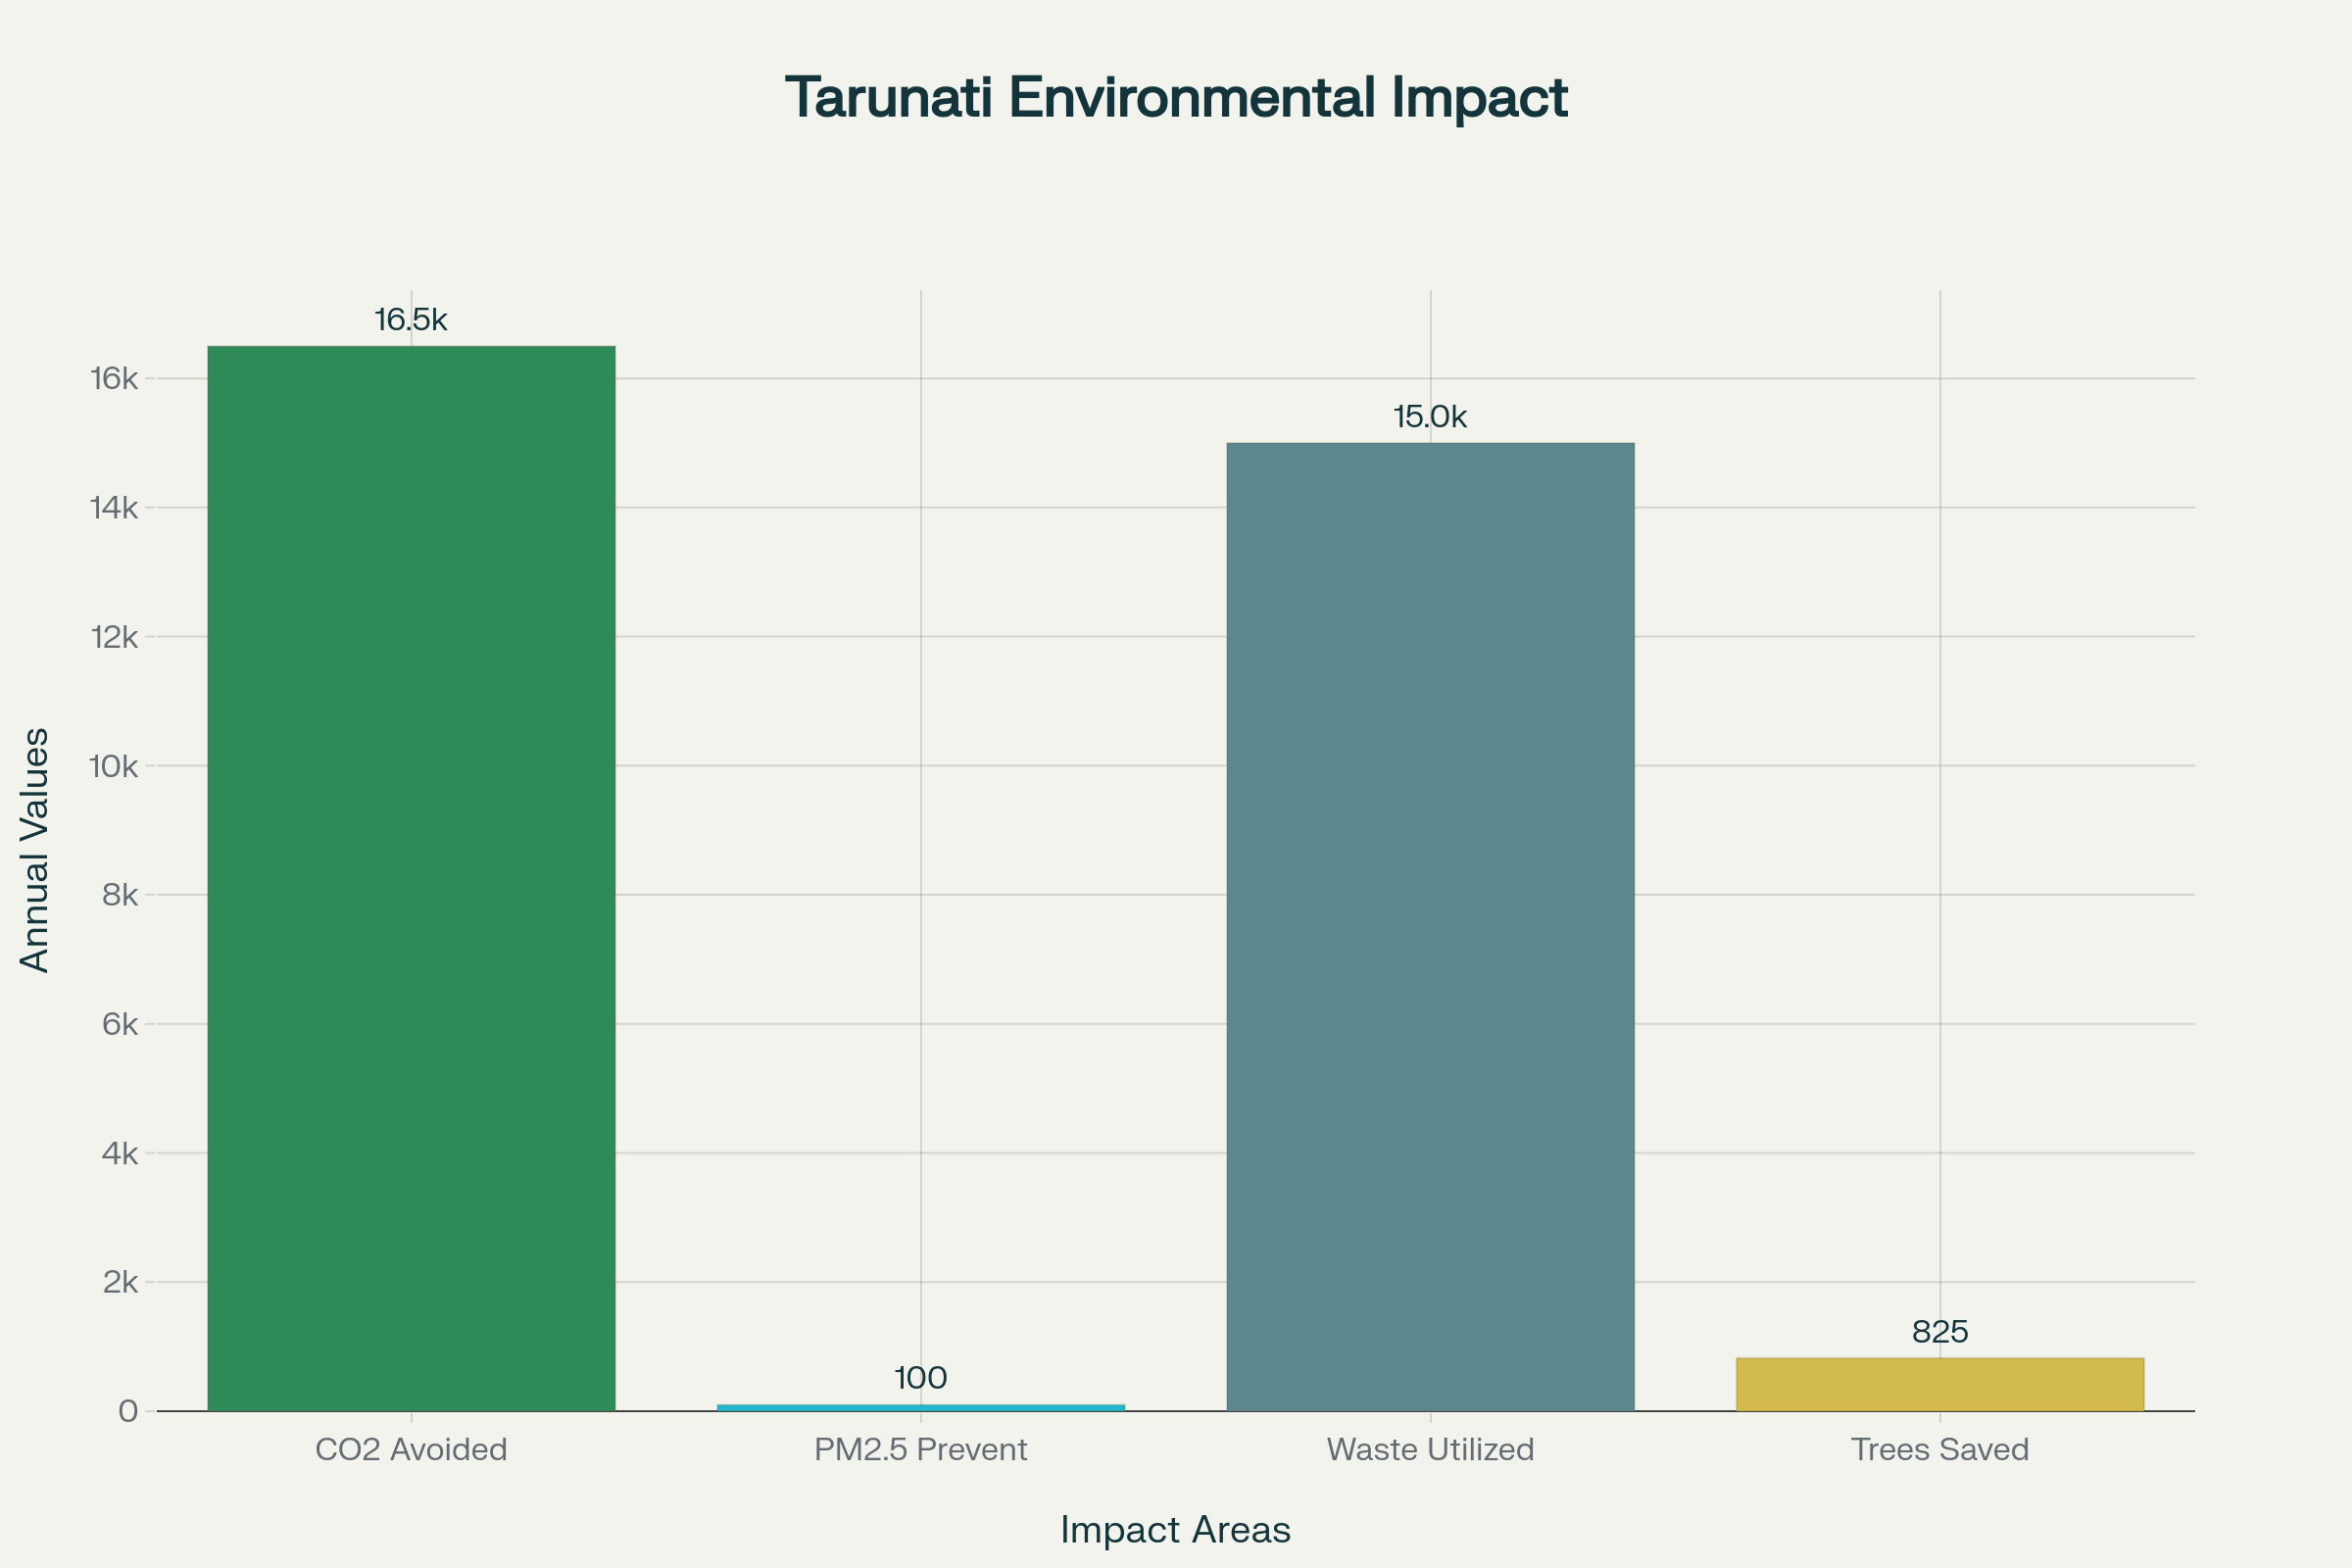 Tarunati Environmental Impact
16.5k
16k
15.0k
14k
12k
10k
Annual Values
8k
6k
4k
2k
825
100
0
CO2 Avoided
PM2.5 Prevent
Waste Utilized
Trees Saved
Impact Areas